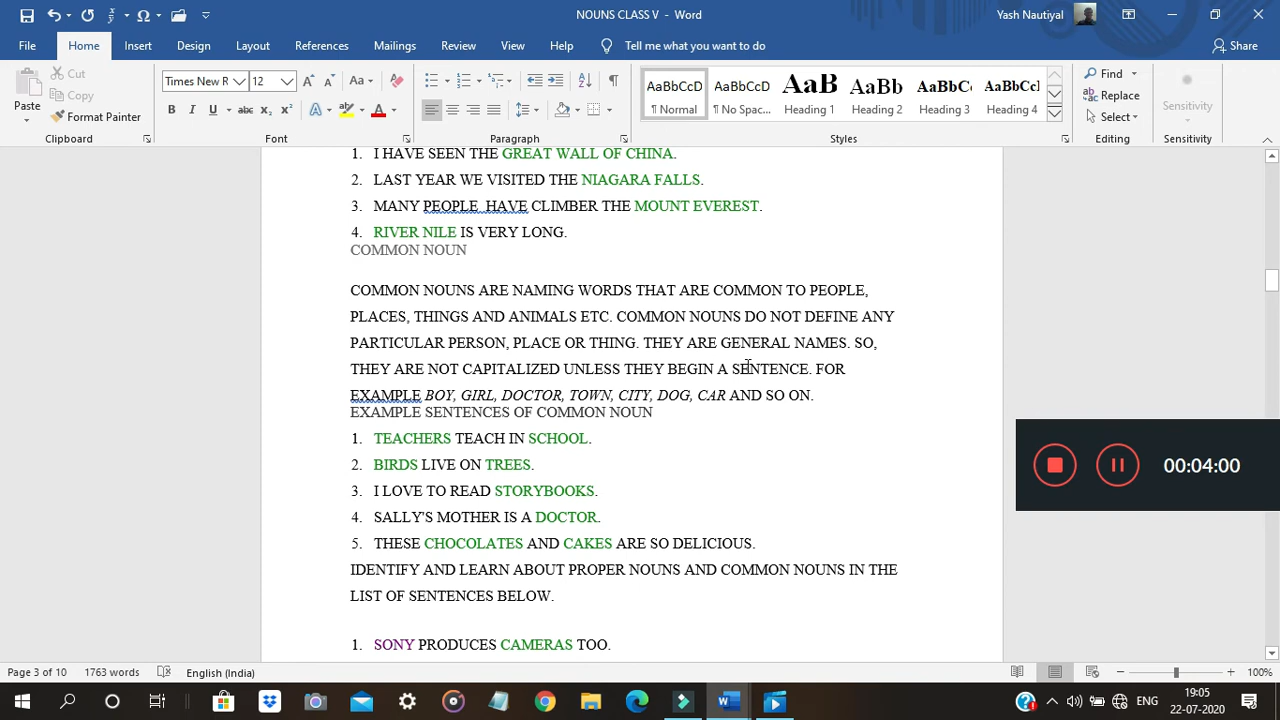 NOUNS CLASS V - Word
Yash Nautiyal
File Home Insert Design Layout References Mailings Review View Help Tell me what you want to do Share
Paste
Cut
Copy
Format Painter
Clipboard
Times New R 12
Font
Paragraph
AaBbCcD AaBbCcD AaB AaBb AaBbC AaBbCcI
¶ Normal ¶ No Spac... Heading 1 Heading 2 Heading 3 Heading 4
Styles
Find
Replace
Select
Editing
Sensitivity
Sensitivity
1. I HAVE SEEN THE GREAT WALL OF CHINA.
2. LAST YEAR WE VISITED THE NIAGARA FALLS.
3. MANY PEOPLE HAVE CLIMBER THE MOUNT EVEREST.
4. RIVER NILE IS VERY LONG.
COMMON NOUN
COMMON NOUNS ARE NAMING WORDS THAT ARE COMMON TO PEOPLE,
PLACES, THINGS AND ANIMALS ETC. COMMON NOUNS DO NOT DEFINE ANY
PARTICULAR PERSON, PLACE OR THING. THEY ARE GENERAL NAMES. SO,
THEY ARE NOT CAPITALIZED UNLESS THEY BEGIN A SENTENCE. FOR
EXAMPLE BOY, GIRL, DOCTOR, TOWN, CITY, DOG, CAR AND SO ON.
EXAMPLE SENTENCES OF COMMON NOUN
1. TEACHERS TEACH IN SCHOOL.
2. BIRDS LIVE ON TREES.
3. I LOVE TO READ STORYBOOKS.
4. SALLY'S MOTHER IS A DOCTOR.
5. THESE CHOCOLATES AND CAKES ARE SO DELICIOUS.
IDENTIFY AND LEARN ABOUT PROPER NOUNS AND COMMON NOUNS IN THE
LIST OF SENTENCES BELOW.
1. SONY PRODUCES CAMERAS TOO.
00:04:00
Page 3 of 10 1763 words English (India) 100%
ENG
19:05
22-07-2020